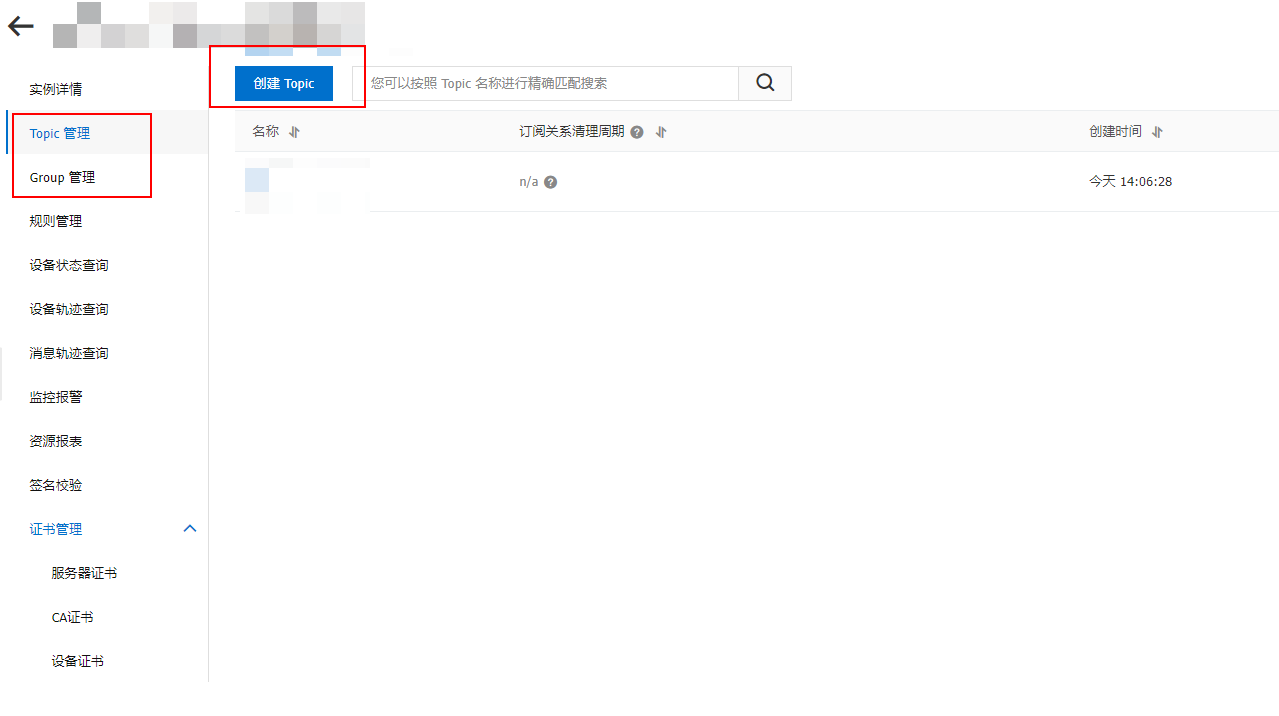 创建 Topic
您可以按照 Topic 名称进行精确匹配搜索
实例详情
Topic 管理
Group 管理
规则管理
设备状态查询
设备轨迹查询
消息轨迹查询
监控报警
资源报表
签名校验
证书管理
服务器证书
CA证书
设备证书
名称 订阅关系清理周期 创建时间
n/a 今天 14:06:28